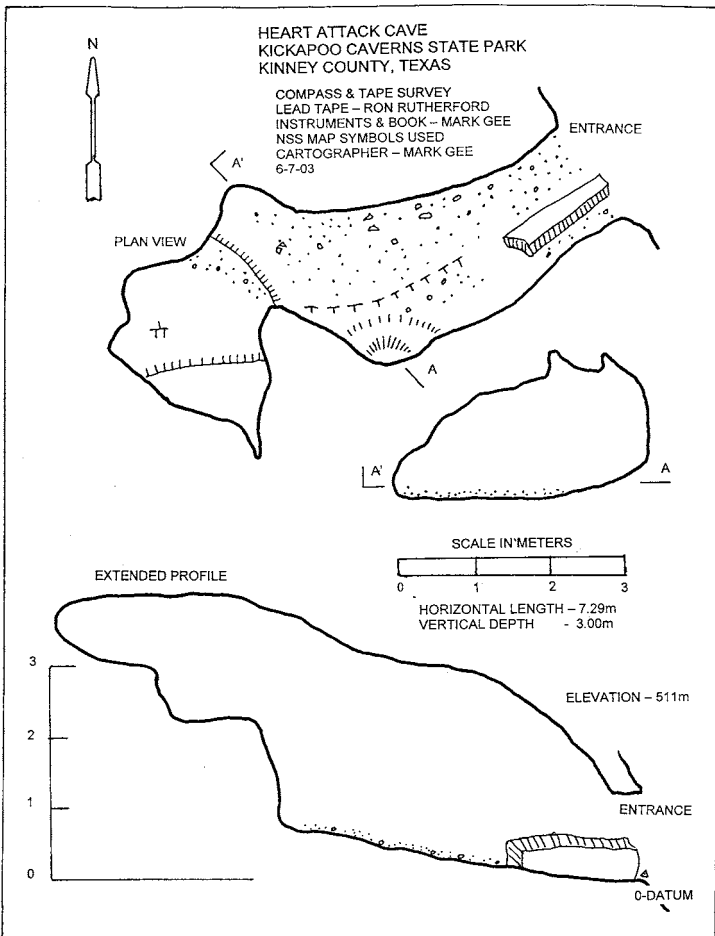 HEART ATTACK CAVE
KICKAPOO CAVERNS STATE PARK
KINNEY COUNTY, TEXAS
N
COMPASS & TAPE SURVEY
LEAD TAPE – RON RUTHERFORD
INSTRUMENTS & BOOK – MARK GEE
NSS MAP SYMBOLS USED
CARTOGRAPHER – MARK GEE
6-7-03
ENTRANCE
A'
PLAN VIEW
A
A'
A
SCALE IN METERS
0 1 2 3
HORIZONTAL LENGTH – 7.29m
VERTICAL DEPTH - 3.00m
EXTENDED PROFILE
3
2
1
0
ELEVATION – 511m
ENTRANCE
0-DATUM